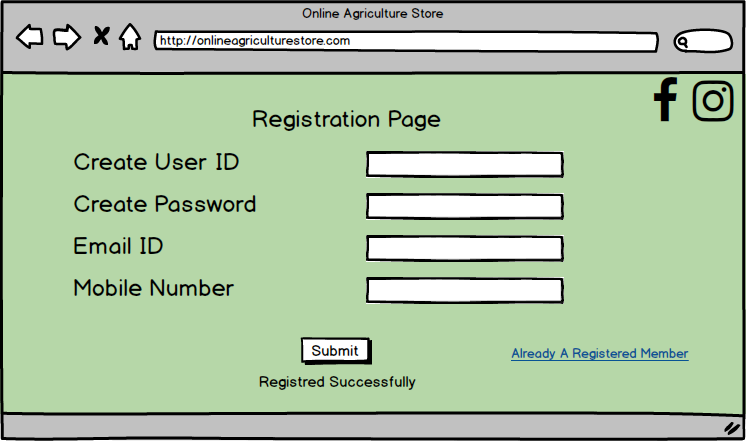 Online Agriculture Store
http://onlineagriculturestore.com
Registration Page
Create User ID
Create Password
Email ID
Mobile Number
Submit
Already A Registered Member
Registred Successfully